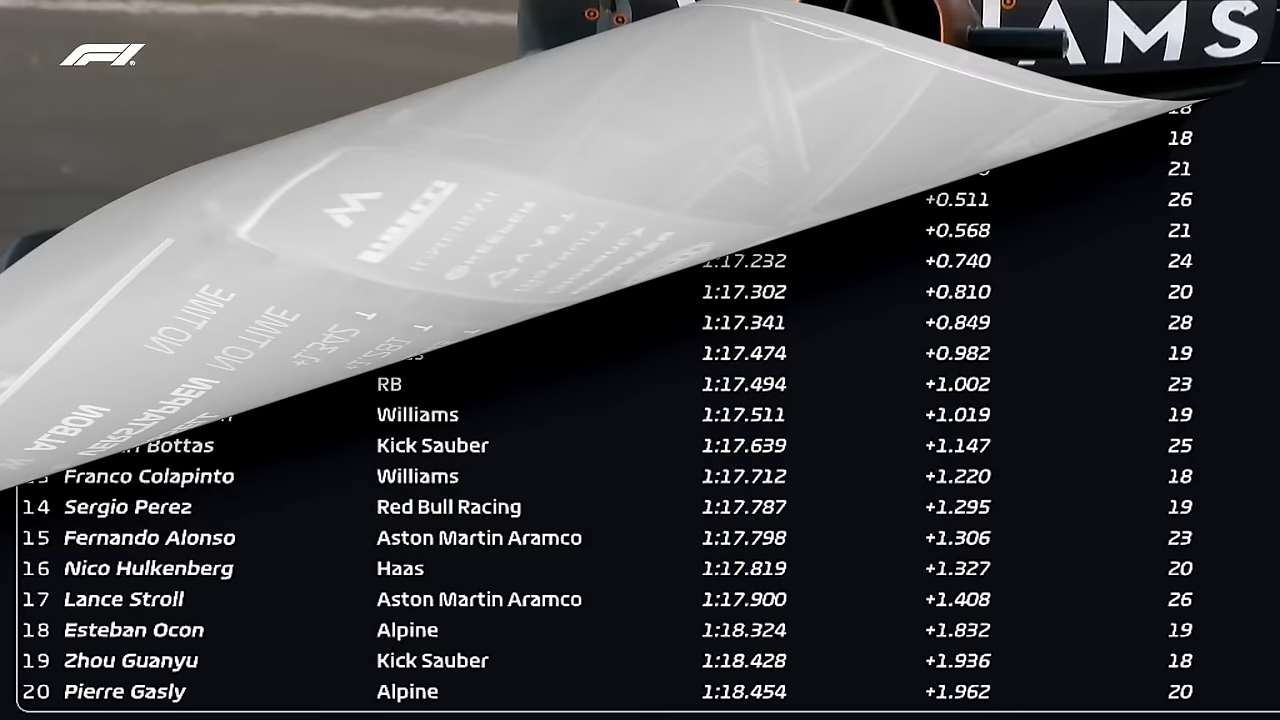 F1
IAMS
18
18
21
+0.511 26
+0.568 21
1:17.232 +0.740 24
1:17.302 +0.810 20
1:17.341 +0.849 28
1:17.474 +0.982 19
RB 1:17.494 +1.002 23
Williams 1:17.511 +1.019 19
Bottas Kick Sauber 1:17.639 +1.147 25
Franco Colapinto Williams 1:17.712 +1.220 18
14 Sergio Perez Red Bull Racing 1:17.787 +1.295 19
15 Fernando Alonso Aston Martin Aramco 1:17.798 +1.306 23
16 Nico Hulkenberg Haas 1:17.819 +1.327 20
17 Lance Stroll Aston Martin Aramco 1:17.900 +1.408 26
18 Esteban Ocon Alpine 1:18.324 +1.832 19
19 Zhou Guanyu Kick Sauber 1:18.428 +1.936 18
20 Pierre Gasly Alpine 1:18.454 +1.962 20
ALBON NO TIME
VERSTAPPEN NO TIME